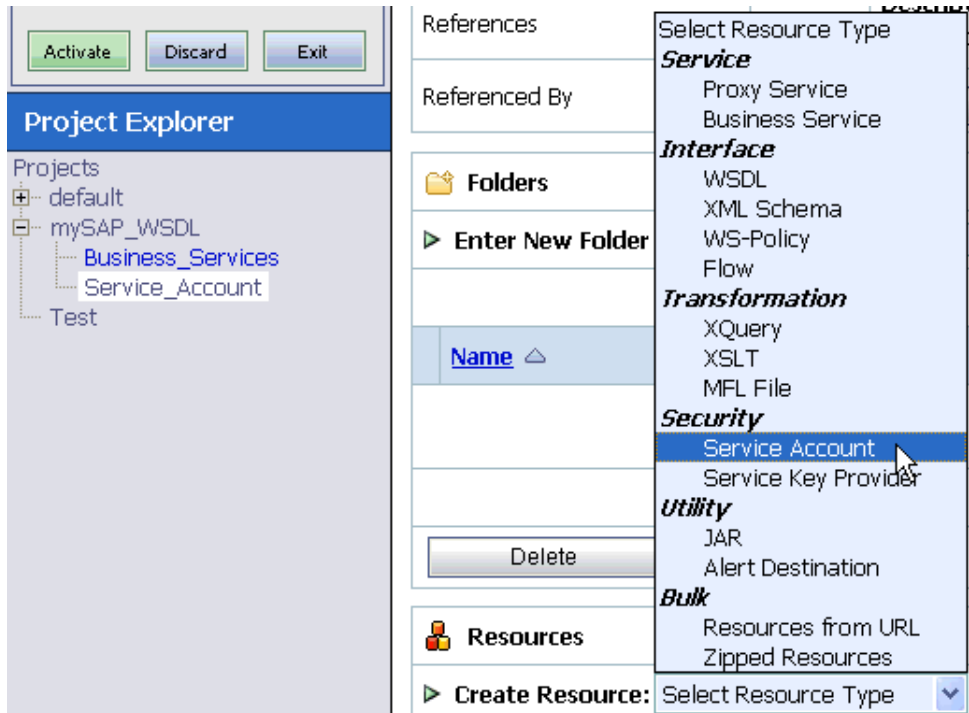 Activate
Discard
Exit
Project Explorer
Projects
default
mySAP_WSDL
Business_Services
Service_Account
Test
References
Referenced By
Folders
Enter New Folder
Name
Delete
Resources
Create Resource: Select Resource Type
Select Resource Type
Service
Proxy Service
Business Service
Interface
WSDL
XML Schema
WS-Policy
Flow
Transformation
XQuery
XSLT
MFL File
Security
Service Account
Service Key Provider
Utility
JAR
Alert Destination
Bulk
Resources from URL
Zipped Resources